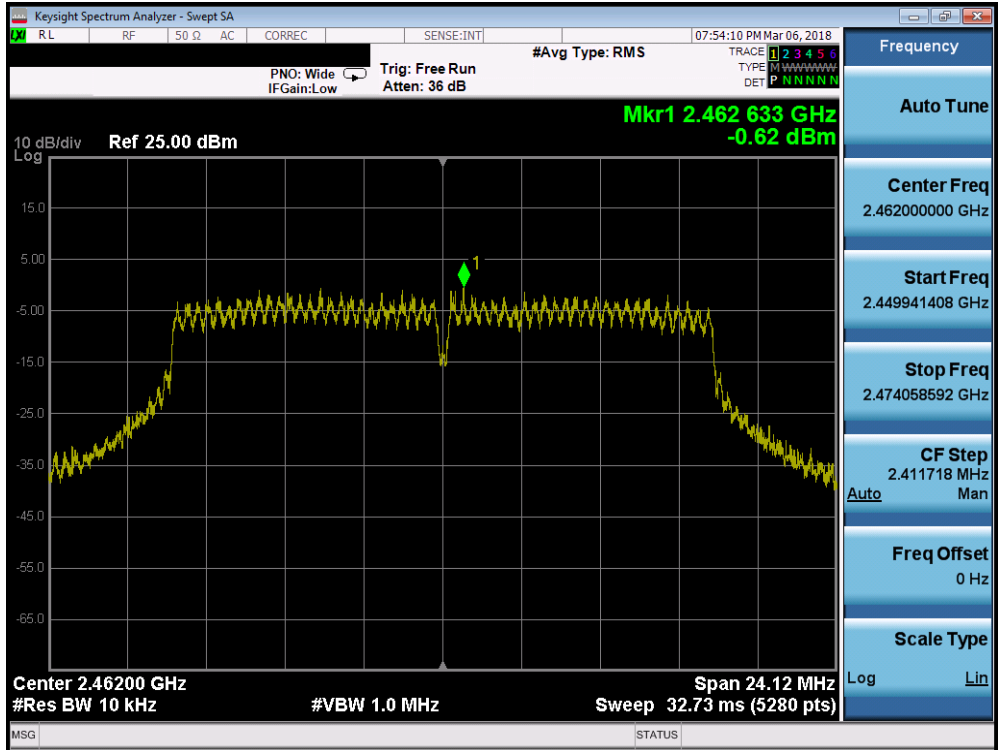 Keysight Spectrum Analyzer - Swept SA
LXI RL RF 50 Ω AC CORREC SENSE:INT 07:54:10 PM Mar 06, 2018
#Avg Type: RMS
TRACE 1 2 3 4 5 6
PNO: Wide Trig: Free Run
TYPE M W W W W W
IFGain:Low Atten: 36 dB
DET P N N N N N
Mkr1 2.462 633 GHz
-0.62 dBm
10 dB/div Ref 25.00 dBm
Log
15.0
5.00
1
-5.00
-15.0
-25.0
-35.0
-45.0
-55.0
-65.0
Center 2.46200 GHz Span 24.12 MHz
#Res BW 10 kHz #VBW 1.0 MHz Sweep 32.73 ms (5280 pts)
MSG STATUS
Frequency
Auto Tune
Center Freq
2.462000000 GHz
Start Freq
2.449941408 GHz
Stop Freq
2.474058592 GHz
CF Step
2.411718 MHz
Auto Man
Freq Offset
0 Hz
Scale Type
Log Lin